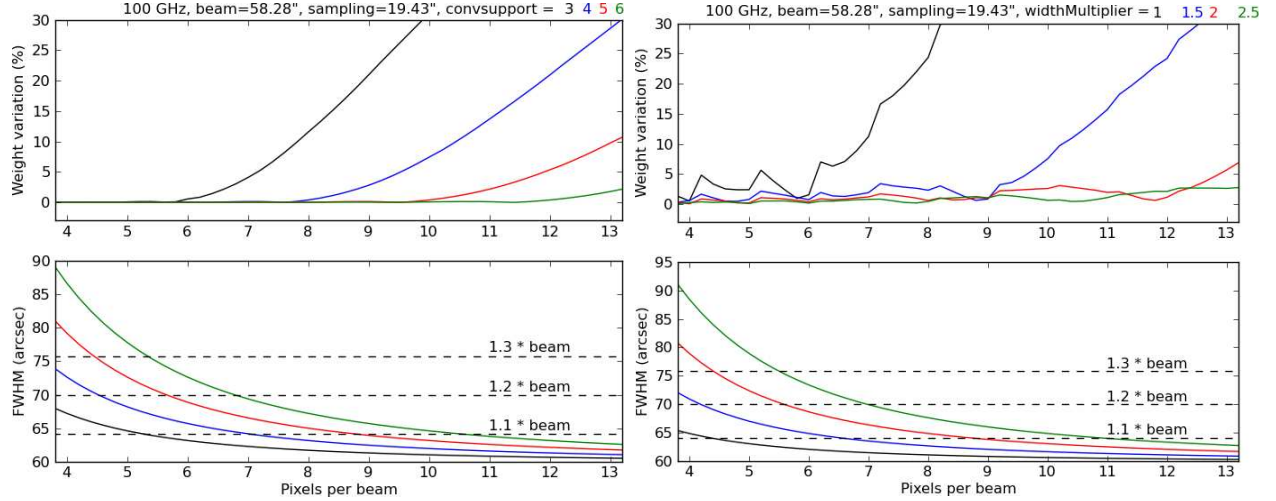 100 GHz, beam=58.28", sampling=19.43", convsupport = 3 4 5 6
30
25
20
15
10
5
0
Weight variation (%)
4 5 6 7 8 9 10 11 12 13
90
85
80
75
70
65
60
FWHM (arcsec)
1.3 * beam
1.2 * beam
1.1 * beam
4 5 6 7 8 9 10 11 12 13
Pixels per beam
100 GHz, beam=58.28", sampling=19.43", widthMultiplier = 1 1.5 2 2.5
30
25
20
15
10
5
0
Weight variation (%)
4 5 6 7 8 9 10 11 12 13
95
90
85
80
75
70
65
60
FWHM (arcsec)
1.3 * beam
1.2 * beam
1.1 * beam
4 5 6 7 8 9 10 11 12 13
Pixels per beam